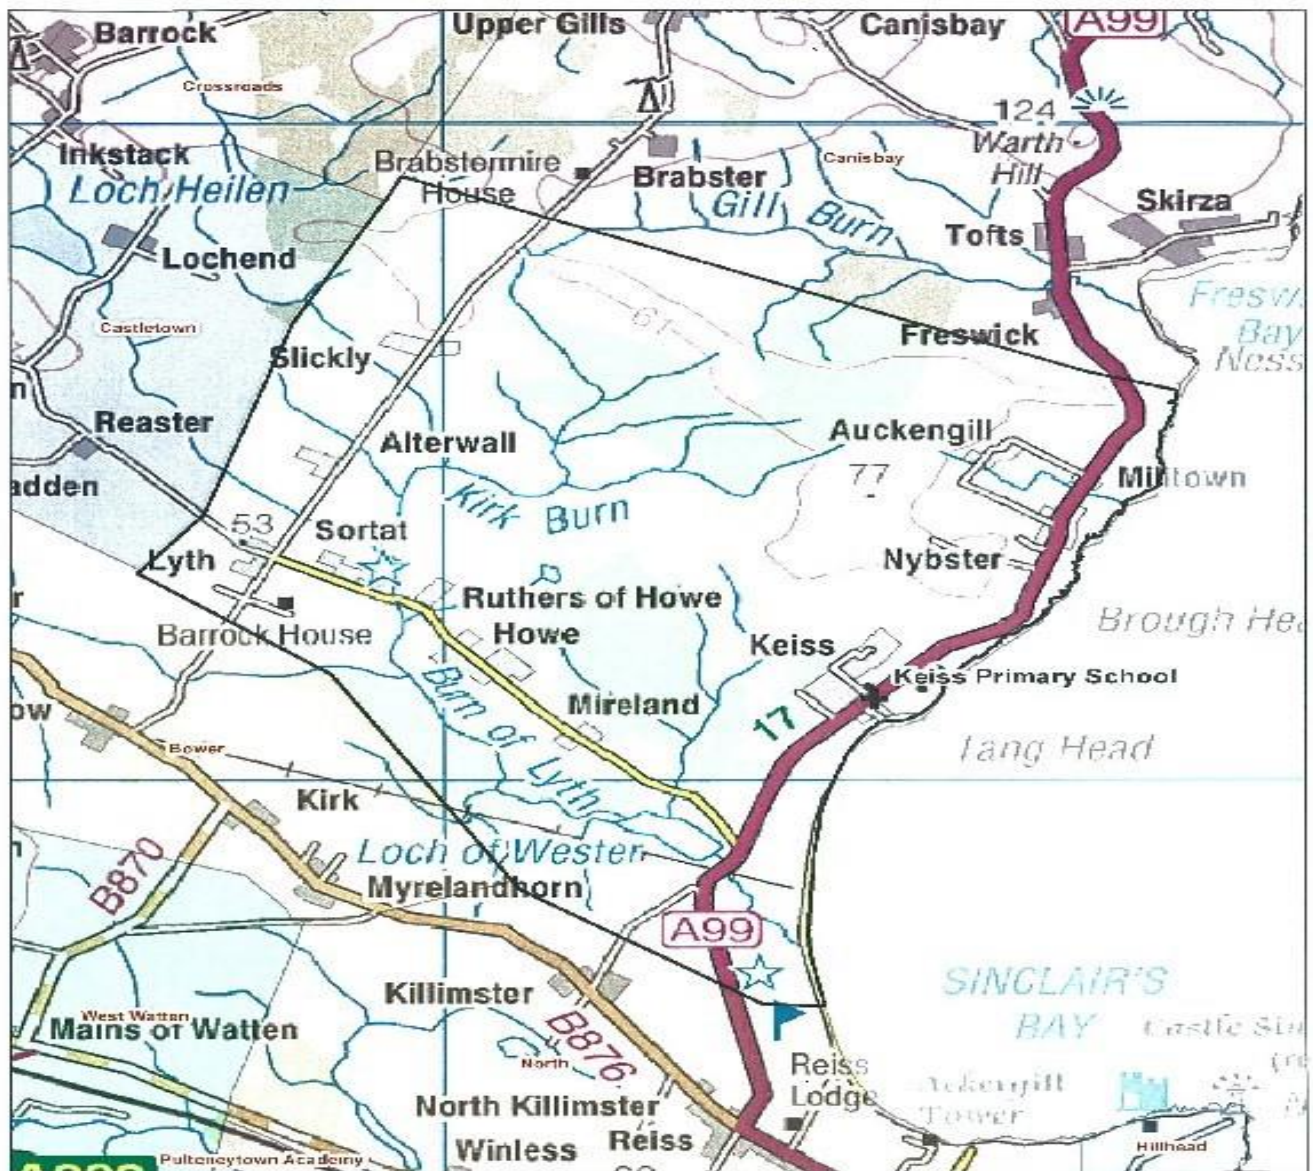 Barrock
Upper Gills
Canisbay
A99
Crossroads
124
Warth
Hill
Inkstack
Loch Heilen
Brabstermire
House
Brabster
Canisbay
Gill Burn
Skirza
Tofts
Lochend
Castletown
61
Freswick
Bay
Ness
Slickly
Reaster
Alterwall
Auckengill
77
Milltown
Kirk Burn
53
Sortat
Lyth
Nybster
Ruthers of Howe
Howe
Barrock House
Keiss
Keiss Primary School
Mireland
17
Burn of Lyth
Tang Head
Bower
Kirk
Loch of Wester
B870
Myrelandhorn
A99
Killimster
SINCLAIR'S
BAY
West Watten
Mains of Watten
B876
North
Reiss
Lodge
Ackergill
Tower
North Killimster
Winless
Reiss
Hillhead
Pulteneytown Academy